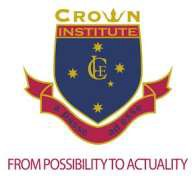 CROWN
INSTITUTE
FROM POSSIBILITY TO ACTUALITY